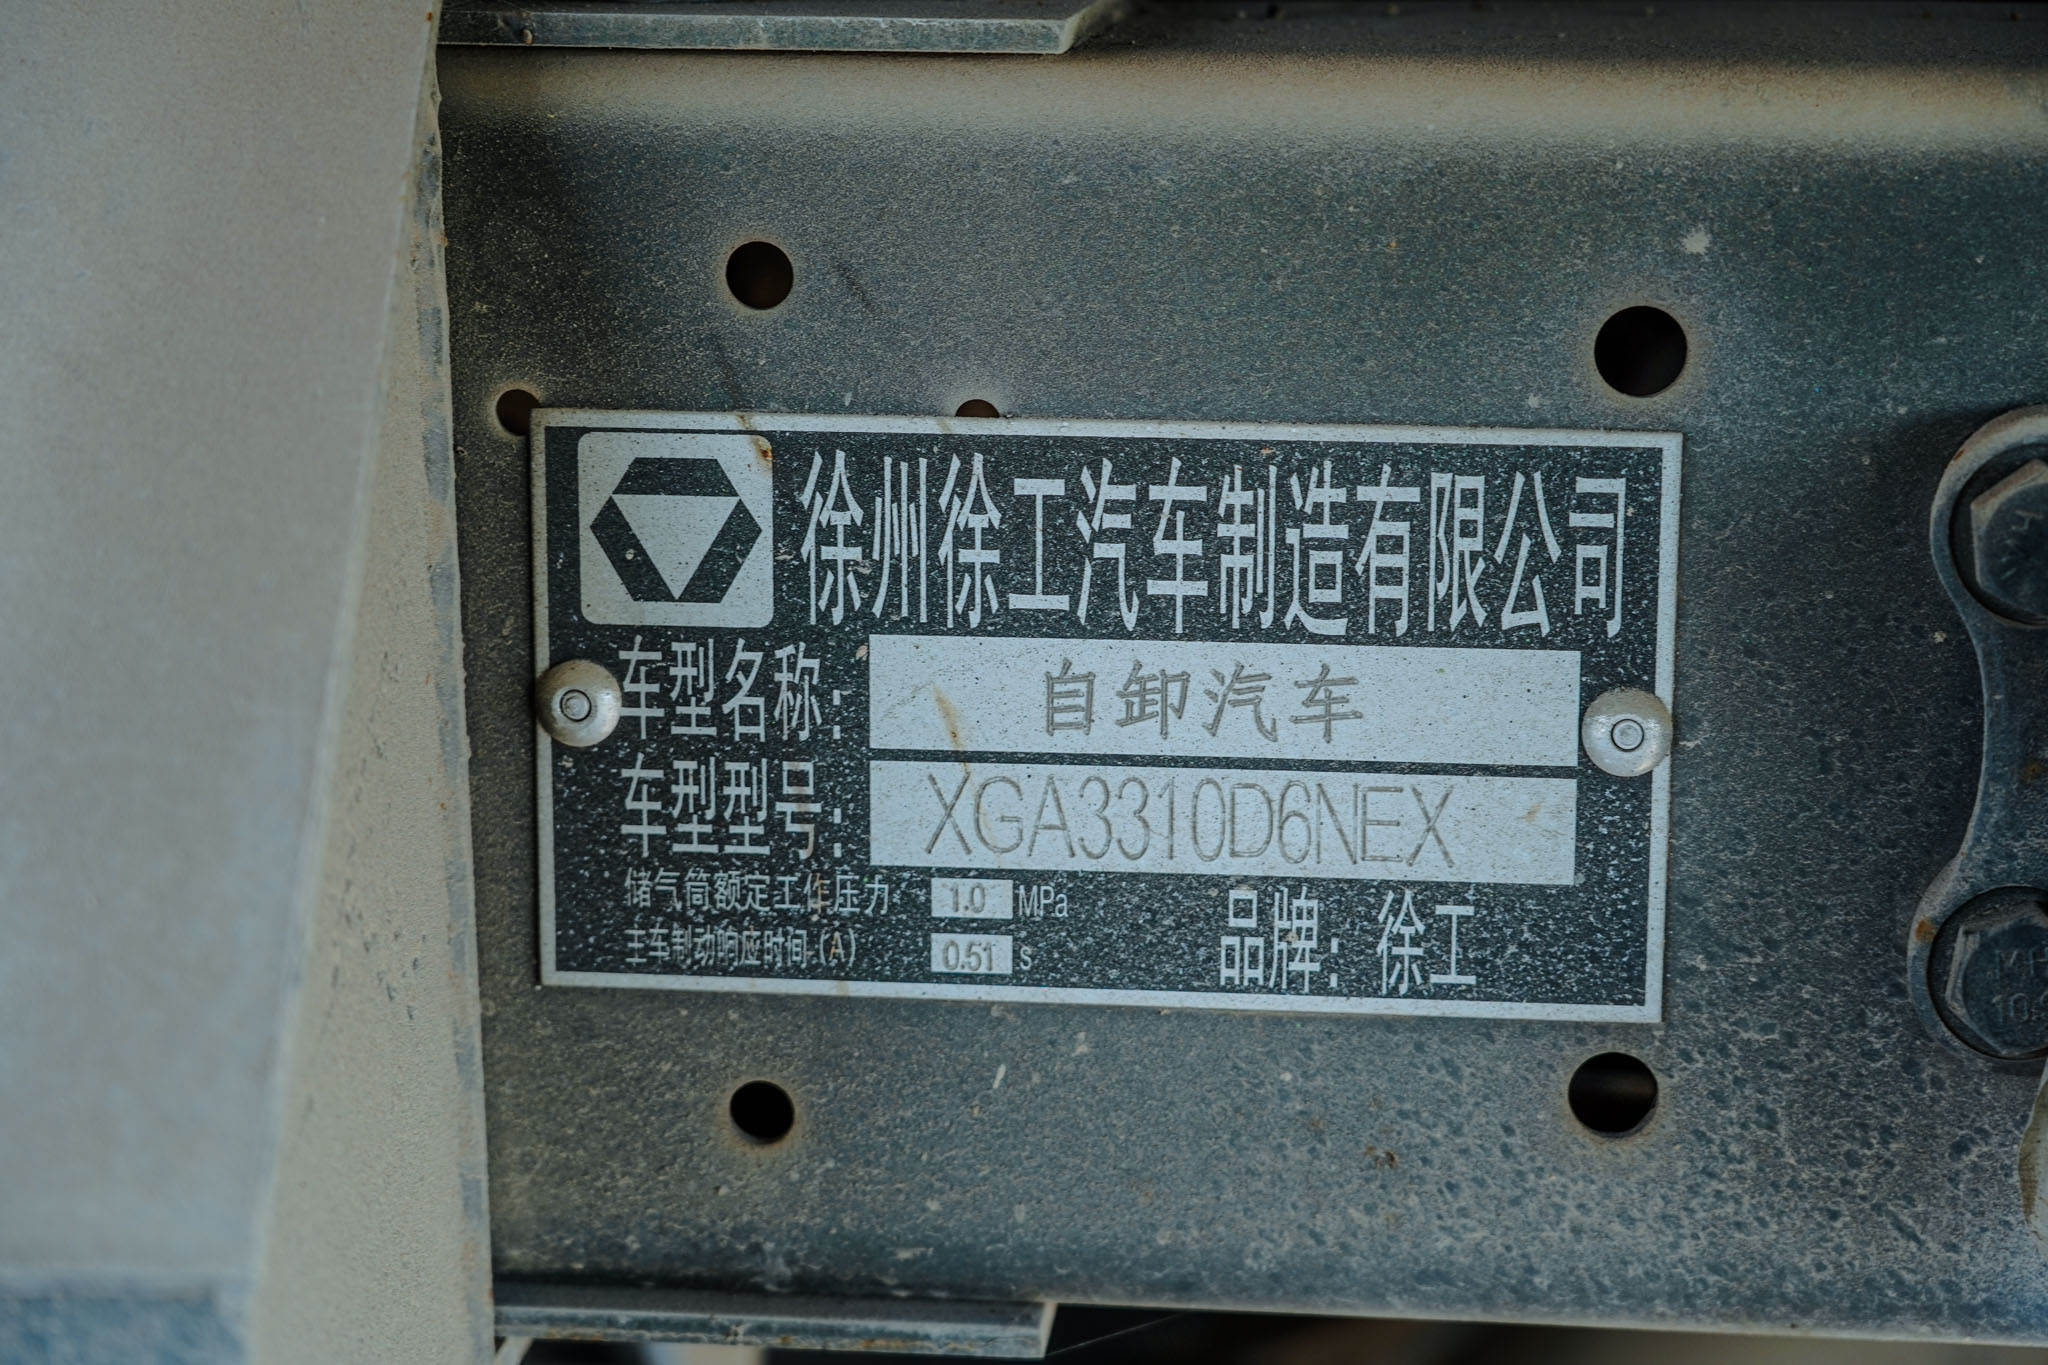 徐州徐工汽车制造有限公司
车型名称: 自卸汽车
车型型号: XGA3310D6NEX
储气筒额定工作压力 1.0 MPa
主车制动响应时间(A) 0.51 s
品牌: 徐工